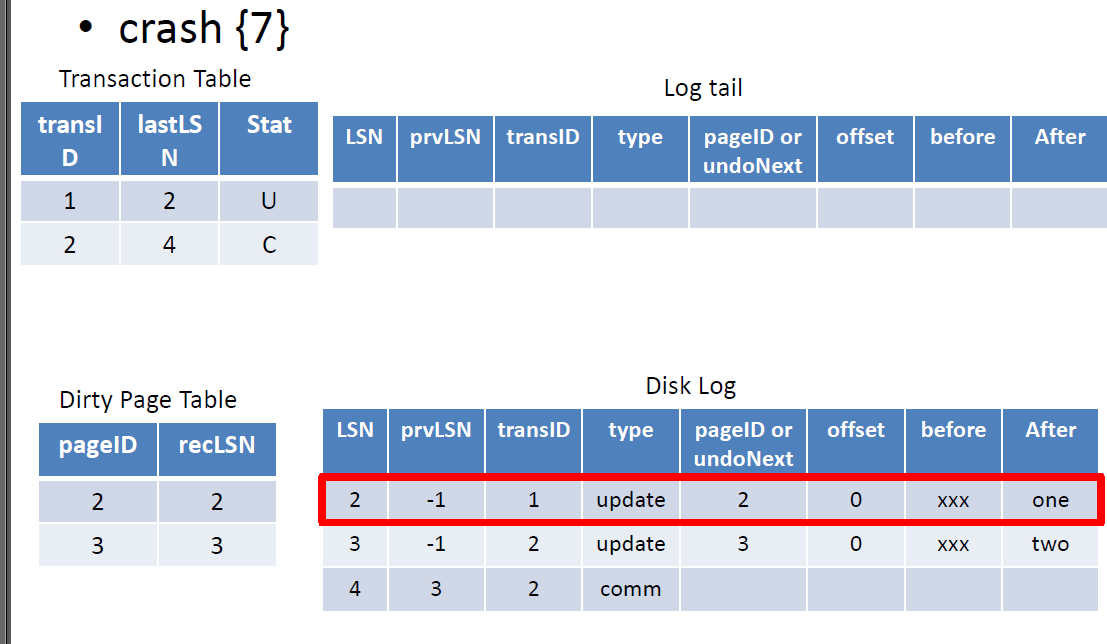 • crash {7}
Transaction Table
transI
D
lastLS
N
Stat
1 2 U
2 4 C
Log tail
LSN prvLSN transID type pageID or
undoNext
offset before After
Dirty Page Table
pageID recLSN
2 2
3 3
Disk Log
LSN prvLSN transID type pageID or
undoNext
offset before After
2 -1 1 update 2 0 xxx one
3 -1 2 update 3 0 xxx two
4 3 2 comm